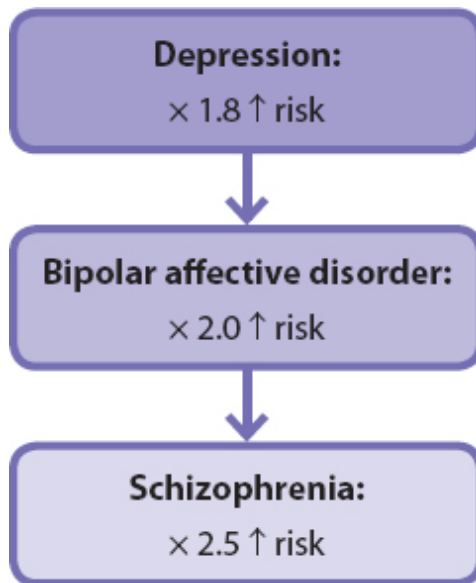 Depression:
× 1.8 ↑ risk
Bipolar affective disorder:
× 2.0 ↑ risk
Schizophrenia:
× 2.5 ↑ risk